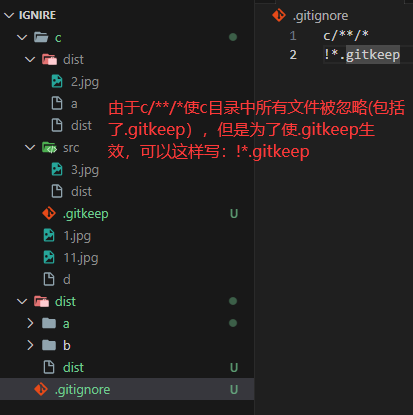 IGNIRE
c
dist
2.jpg
a
dist
src
3.jpg
dist
.gitkeep U
1.jpg
11.jpg
d
dist
a
b
dist U
.gitignore U
.gitignore
1 c/**/*
2 !*.gitkeep
由于c/**/*使c目录中所有文件被忽略(包括
了.gitkeep），但是为了使.gitkeep生
效，可以这样写：!*.gitkeep